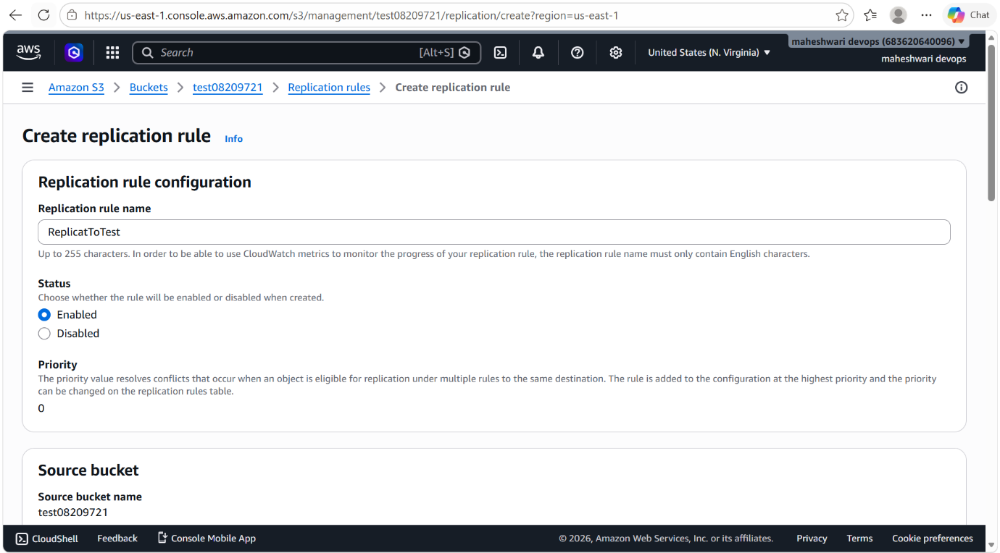 https://us-east-1.console.aws.amazon.com/s3/management/test08209721/replication/create?region=us-east-1
Chat
aws
Search
[Alt+S]
United States (N. Virginia)
maheshwari devops (683620640096)
maheshwari devops
Amazon S3 > Buckets > test08209721 > Replication rules > Create replication rule
Create replication rule Info
Replication rule configuration
Replication rule name
ReplicatToTest
Up to 255 characters. In order to be able to use CloudWatch metrics to monitor the progress of your replication rule, the replication rule name must only contain English characters.
Status
Choose whether the rule will be enabled or disabled when created.
Enabled
Disabled
Priority
The priority value resolves conflicts that occur when an object is eligible for replication under multiple rules to the same destination. The rule is added to the configuration at the highest priority and the priority
can be changed on the replication rules table.
0
Source bucket
Source bucket name
test08209721
CloudShell Feedback Console Mobile App © 2026, Amazon Web Services, Inc. or its affiliates. Privacy Terms Cookie preferences